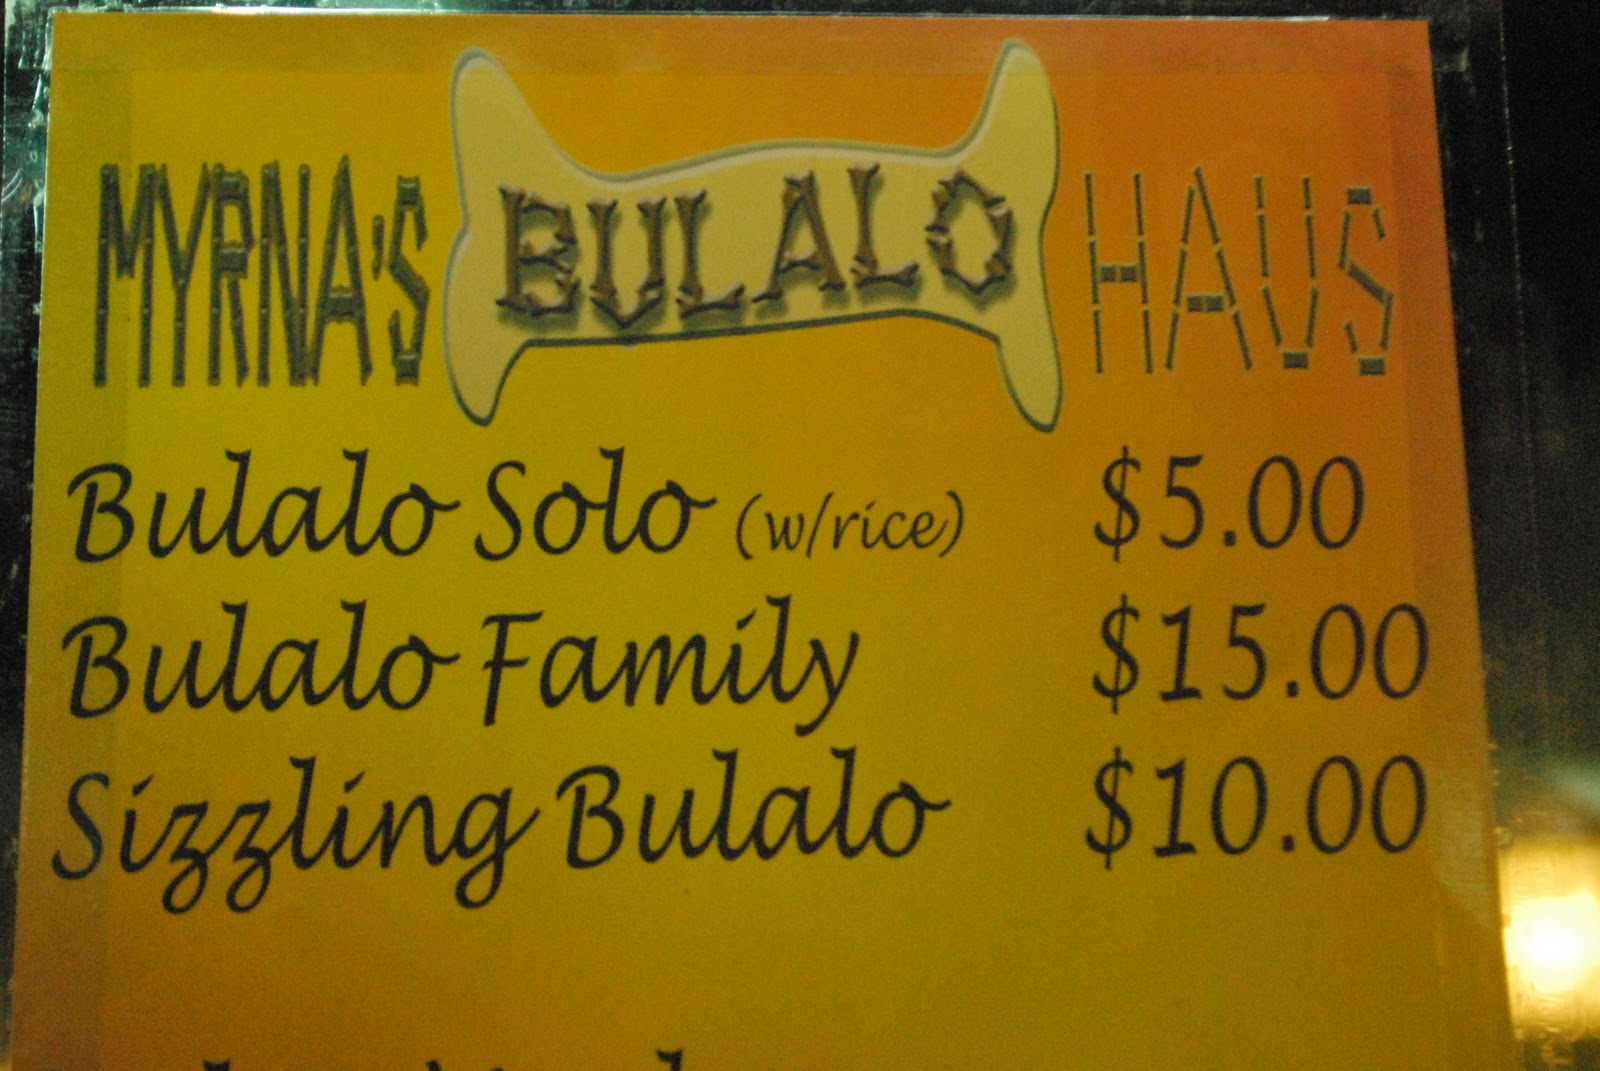 MYRNA'S BULALO HAUS
Bulalo Solo (w/rice) $5.00
Bulalo Family $15.00
Sizzling Bulalo $10.00